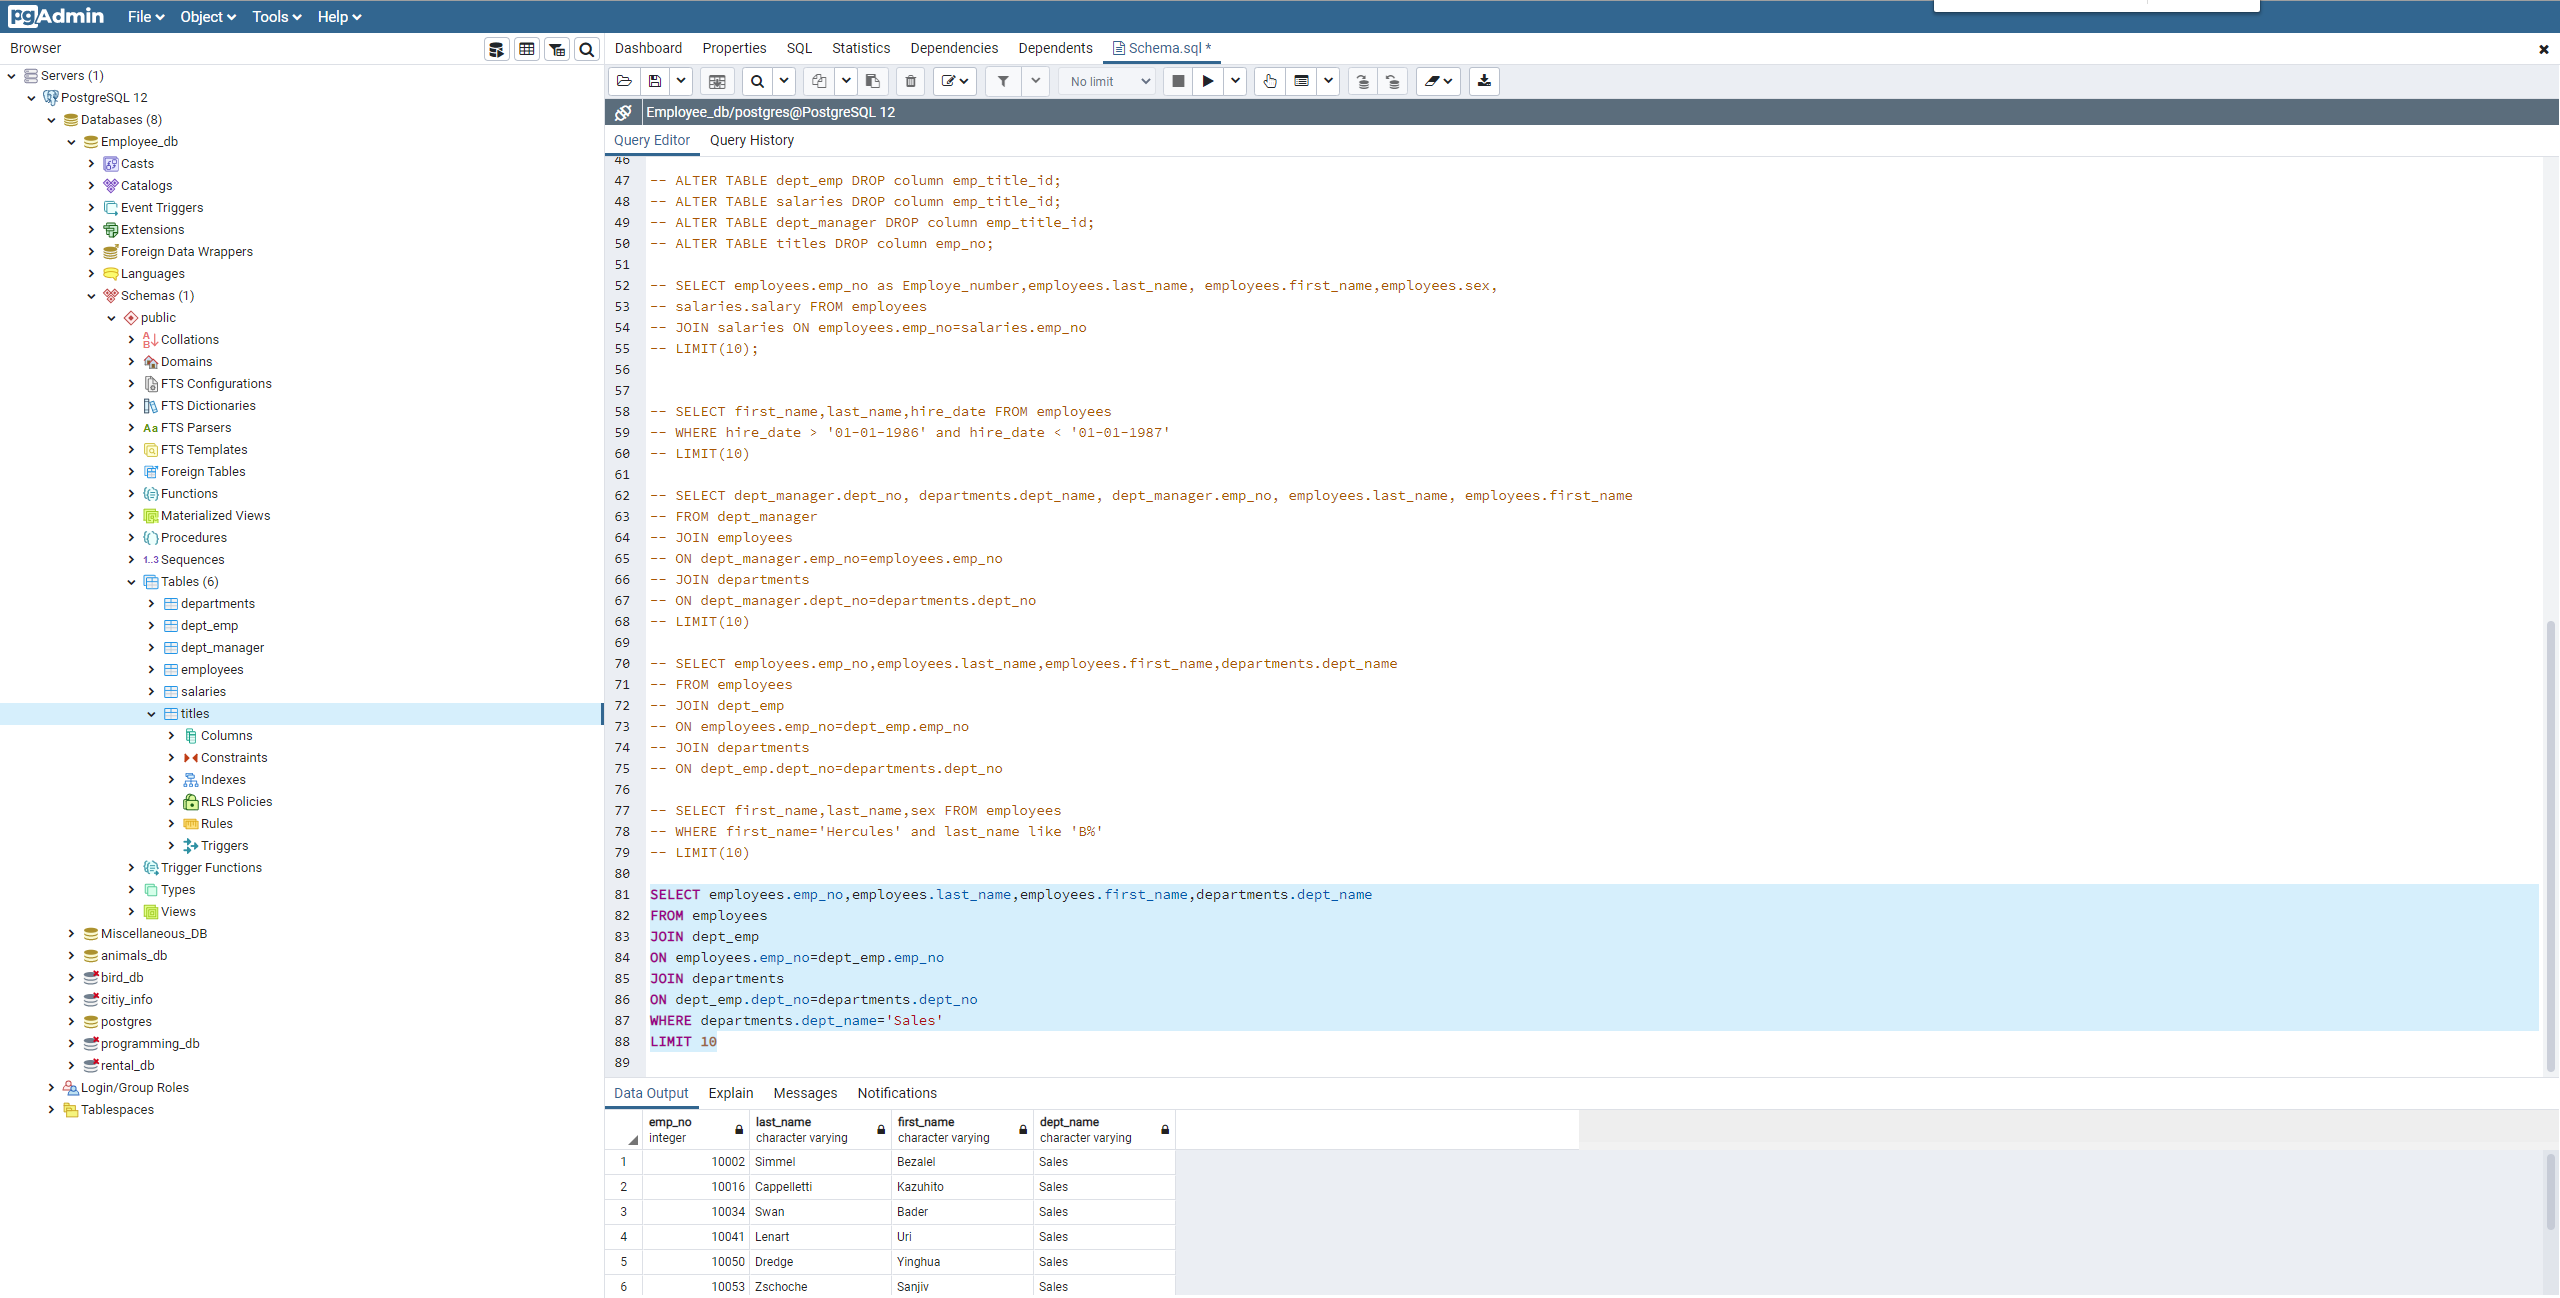 pgAdmin File Object Tools Help
Browser
Dashboard Properties SQL Statistics Dependencies Dependents Schema.sql *
Servers (1)
PostgreSQL 12
Databases (8)
Employee_db
Casts
Catalogs
Event Triggers
Extensions
Foreign Data Wrappers
Languages
Schemas (1)
public
Collations
Domains
FTS Configurations
FTS Dictionaries
Aa FTS Parsers
FTS Templates
Foreign Tables
Functions
Materialized Views
Procedures
1..3 Sequences
Tables (6)
departments
dept_emp
dept_manager
employees
salaries
titles
Columns
Constraints
Indexes
RLS Policies
Rules
Triggers
Trigger Functions
Types
Views
Miscellaneous_DB
animals_db
bird_db
citiy_info
postgres
programming_db
rental_db
Login/Group Roles
Tablespaces
No limit
Employee_db/postgres@PostgreSQL 12
Query Editor Query History
46
47 -- ALTER TABLE dept_emp DROP column emp_title_id;
48 -- ALTER TABLE salaries DROP column emp_title_id;
49 -- ALTER TABLE dept_manager DROP column emp_title_id;
50 -- ALTER TABLE titles DROP column emp_no;
51
52 -- SELECT employees.emp_no as Employe_number,employees.last_name, employees.first_name,employees.sex,
53 -- salaries.salary FROM employees
54 -- JOIN salaries ON employees.emp_no=salaries.emp_no
55 -- LIMIT(10);
56
57
58 -- SELECT first_name,last_name,hire_date FROM employees
59 -- WHERE hire_date > '01-01-1986' and hire_date < '01-01-1987'
60 -- LIMIT(10)
61
62 -- SELECT dept_manager.dept_no, departments.dept_name, dept_manager.emp_no, employees.last_name, employees.first_name
63 -- FROM dept_manager
64 -- JOIN employees
65 -- ON dept_manager.emp_no=employees.emp_no
66 -- JOIN departments
67 -- ON dept_manager.dept_no=departments.dept_no
68 -- LIMIT(10)
69
70 -- SELECT employees.emp_no,employees.last_name,employees.first_name,departments.dept_name
71 -- FROM employees
72 -- JOIN dept_emp
73 -- ON employees.emp_no=dept_emp.emp_no
74 -- JOIN departments
75 -- ON dept_emp.dept_no=departments.dept_no
76
77 -- SELECT first_name,last_name,sex FROM employees
78 -- WHERE first_name='Hercules' and last_name like 'B%'
79 -- LIMIT(10)
80
81 SELECT employees.emp_no,employees.last_name,employees.first_name,departments.dept_name
82 FROM employees
83 JOIN dept_emp
84 ON employees.emp_no=dept_emp.emp_no
85 JOIN departments
86 ON dept_emp.dept_no=departments.dept_no
87 WHERE departments.dept_name='Sales'
88 LIMIT 10
89
Data Output Explain Messages Notifications
emp_no last_name first_name dept_name
integer character varying character varying character varying
1 10002 Simmel Bezalel Sales
2 10016 Cappelletti Kazuhito Sales
3 10034 Swan Bader Sales
4 10041 Lenart Uri Sales
5 10050 Dredge Yinghua Sales
6 10053 Zschoche Sanjiv Sales